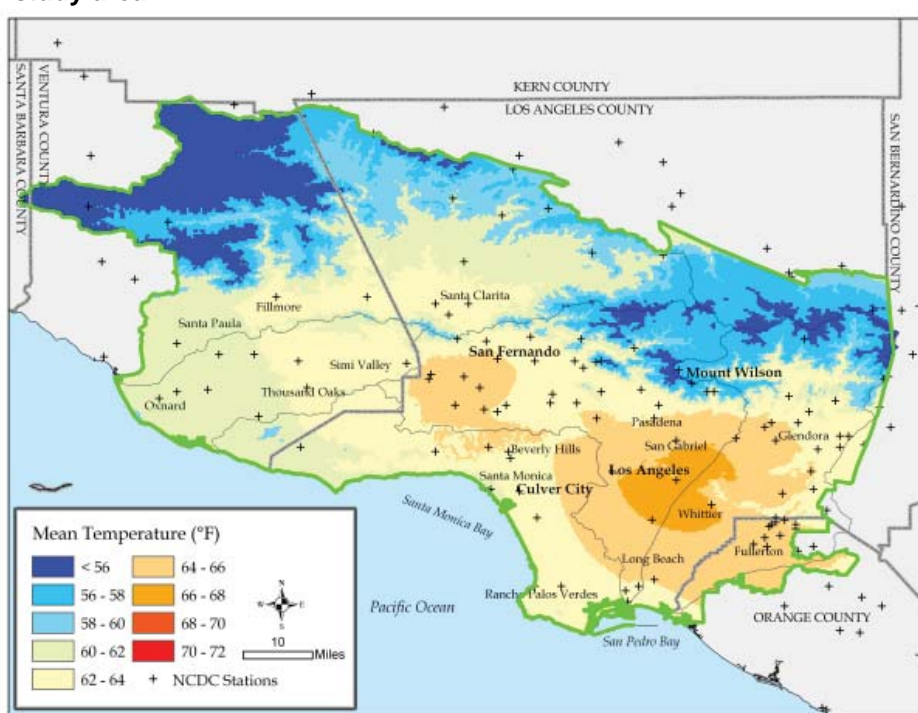 KERN COUNTY
LOS ANGELES COUNTY
SANTA BARBARA COUNTY
VENTURA COUNTY
SAN BERNARDINO COUNTY
Santa Clarita
Fillmore
Santa Paula
San Fernando
Simi Valley
Mount Wilson
Thousand Oaks
Oxnard
Pasadena
Glendora
San Gabriel
Beverly Hills
Los Angeles
Santa Monica
Culver City
Whittier
Santa Monica Bay
Fullerton
Long Beach
Rancho Palos Verdes
Pacific Ocean
ORANGE COUNTY
San Pedro Bay
Mean Temperature (°F)
< 56
56 - 58
58 - 60
60 - 62
62 - 64
64 - 66
66 - 68
68 - 70
70 - 72
NCDC Stations
N
W
E
S
10
Miles